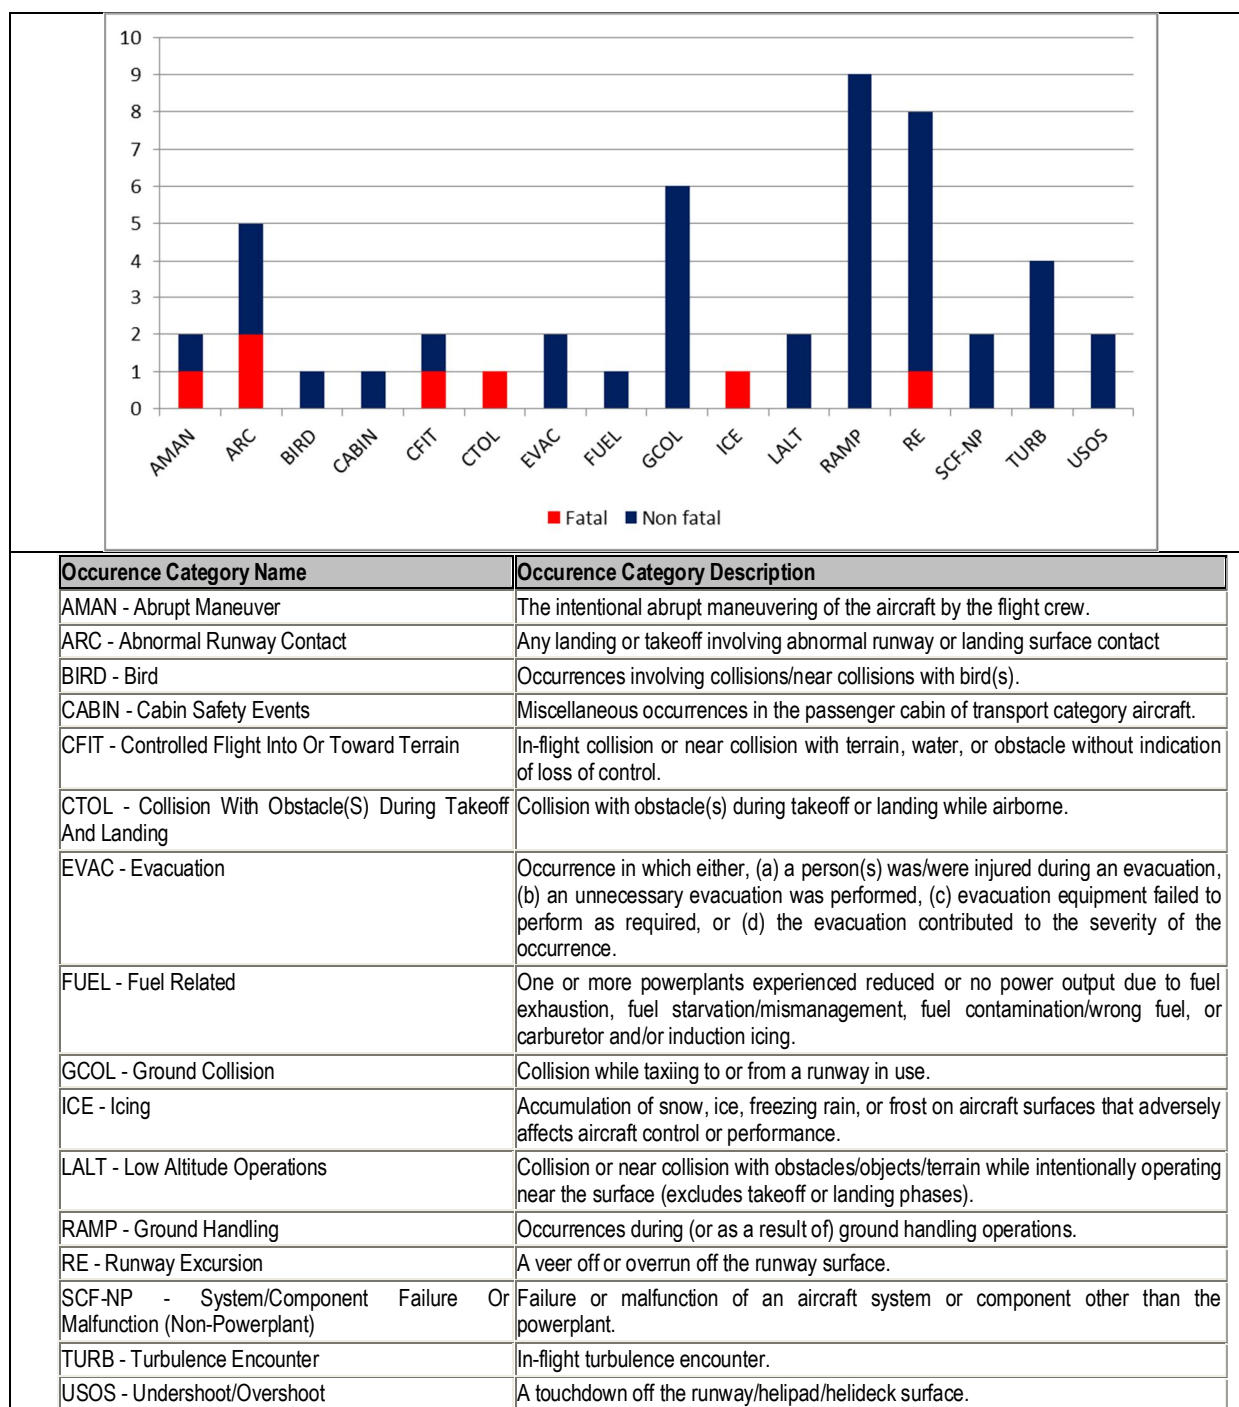 10
9
8
7
6
5
4
3
2
1
0
AMAN ARC BIRD CABIN CFIT CTOL EVAC FUEL GCOL ICE LALT RAMP RE SCF-NP TURB USOS
Fatal Non fatal
Occurence Category Name Occurence Category Description
AMAN - Abrupt Maneuver The intentional abrupt maneuvering of the aircraft by the flight crew.
ARC - Abnormal Runway Contact Any landing or takeoff involving abnormal runway or landing surface contact
BIRD - Bird Occurrences involving collisions/near collisions with bird(s).
CABIN - Cabin Safety Events Miscellaneous occurrences in the passenger cabin of transport category aircraft.
CFIT - Controlled Flight Into Or Toward Terrain In-flight collision or near collision with terrain, water, or obstacle without indication
of loss of control.
CTOL - Collision With Obstacle(S) During Takeoff Collision with obstacle(s) during takeoff or landing while airborne.
And Landing
EVAC - Evacuation Occurrence in which either, (a) a person(s) was/were injured during an evacuation,
(b) an unnecessary evacuation was performed, (c) evacuation equipment failed to
perform as required, or (d) the evacuation contributed to the severity of the
occurrence.
FUEL - Fuel Related One or more powerplants experienced reduced or no power output due to fuel
exhaustion, fuel starvation/mismanagement, fuel contamination/wrong fuel, or
carburetor and/or induction icing.
GCOL - Ground Collision Collision while taxiing to or from a runway in use.
ICE - Icing Accumulation of snow, ice, freezing rain, or frost on aircraft surfaces that adversely
affects aircraft control or performance.
LALT - Low Altitude Operations Collision or near collision with obstacles/objects/terrain while intentionally operating
near the surface (excludes takeoff or landing phases).
RAMP - Ground Handling Occurrences during (or as a result of) ground handling operations.
RE - Runway Excursion A veer off or overrun off the runway surface.
SCF-NP - System/Component Failure Or Failure or malfunction of an aircraft system or component other than the
Malfunction (Non-Powerplant) powerplant.
TURB - Turbulence Encounter In-flight turbulence encounter.
USOS - Undershoot/Overshoot A touchdown off the runway/helipad/helideck surface.